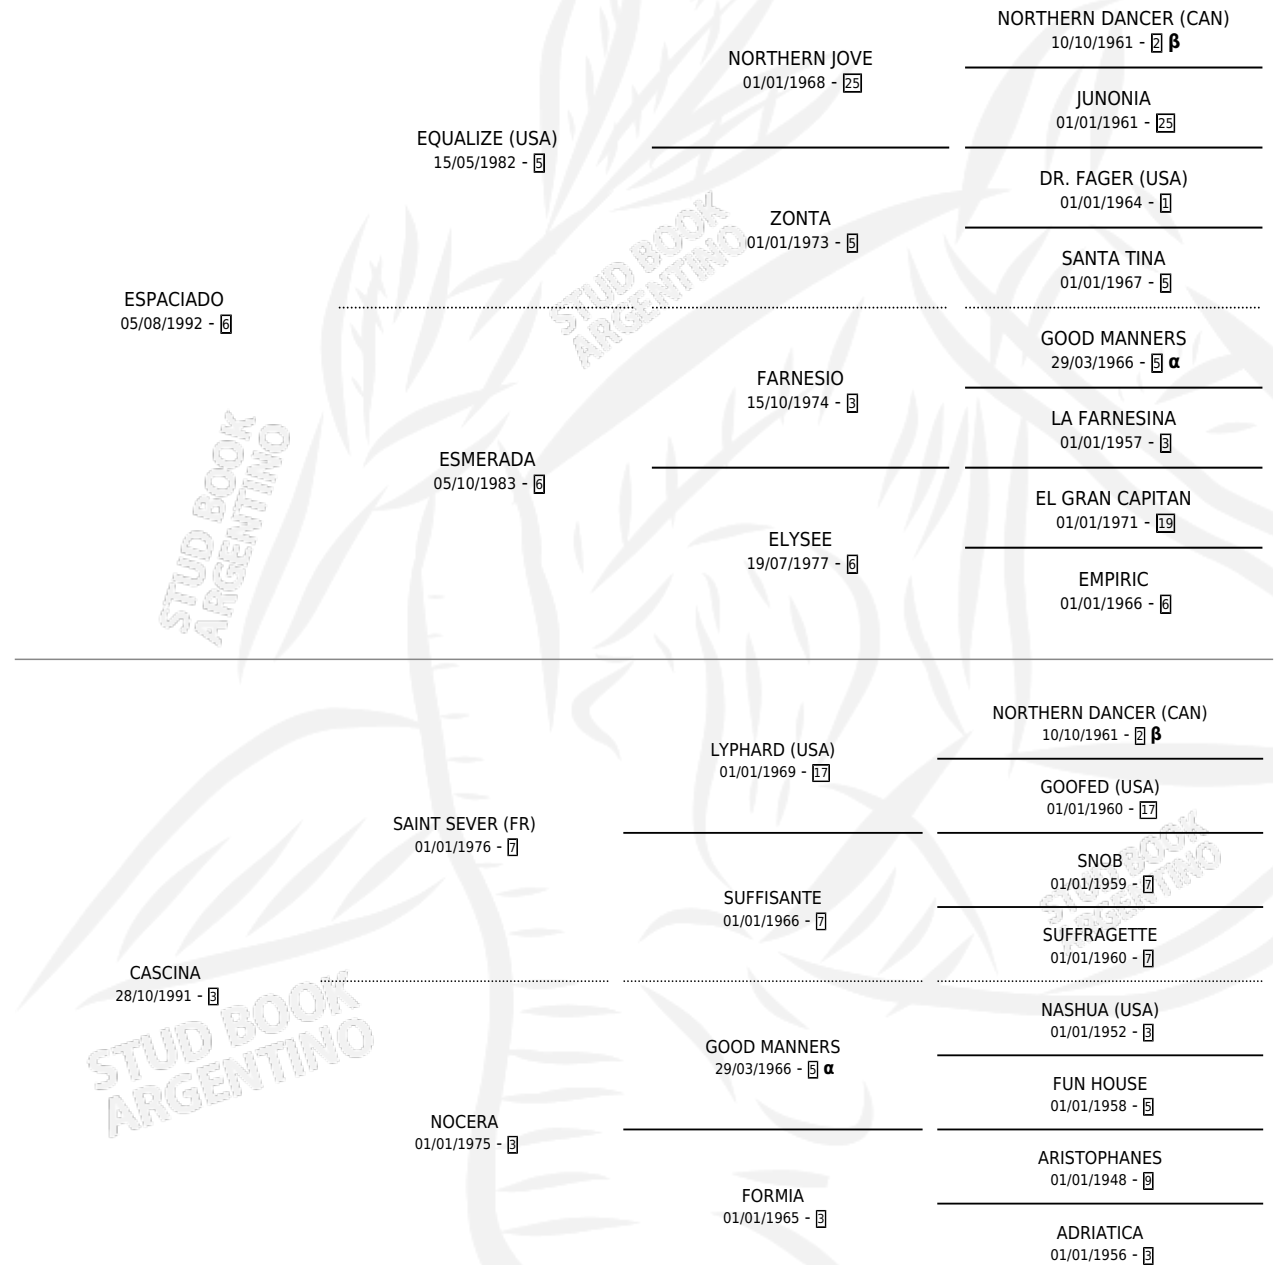 NORTHERN DANCER (CAN)
10/10/1961 - 2 β
NORTHERN JOVE
01/01/1968 - 25
JUNONIA
01/01/1961 - 25
EQUALIZE (USA)
15/05/1982 - 5
DR. FAGER (USA)
01/01/1964 - 1
ZONTA
01/01/1973 - 5
SANTA TINA
01/01/1967 - 5
STUD BOOK
ARGENTINO
ESPACIADO
05/08/1992 - 6
GOOD MANNERS
29/03/1966 - 5 α
FARNESIO
15/10/1974 - 3
LA FARNESINA
01/01/1957 - 3
ESMERADA
05/10/1983 - 6
EL GRAN CAPITAN
01/01/1971 - 19
ELYSEE
19/07/1977 - 6
EMPIRIC
01/01/1966 - 6
STUD BOOK
ARGENTINO
NORTHERN DANCER (CAN)
10/10/1961 - 2 β
LYPHARD (USA)
01/01/1969 - 17
GOOFED (USA)
01/01/1960 - 17
SAINT SEVER (FR)
01/01/1976 - 7
SNOB
01/01/1959 - 7
SUFFISANTE
01/01/1966 - 7
SUFFRAGETTE
01/01/1960 - 7
STUD BOOK
ARGENTINO
CASCINA
28/10/1991 - 3
NASHUA (USA)
01/01/1952 - 3
GOOD MANNERS
29/03/1966 - 5 α
FUN HOUSE
01/01/1958 - 5
STUD BOOK
ARGENTINO
NOCERA
01/01/1975 - 3
ARISTOPHANES
01/01/1948 - 9
FORMIA
01/01/1965 - 3
ADRIATICA
01/01/1956 - 3